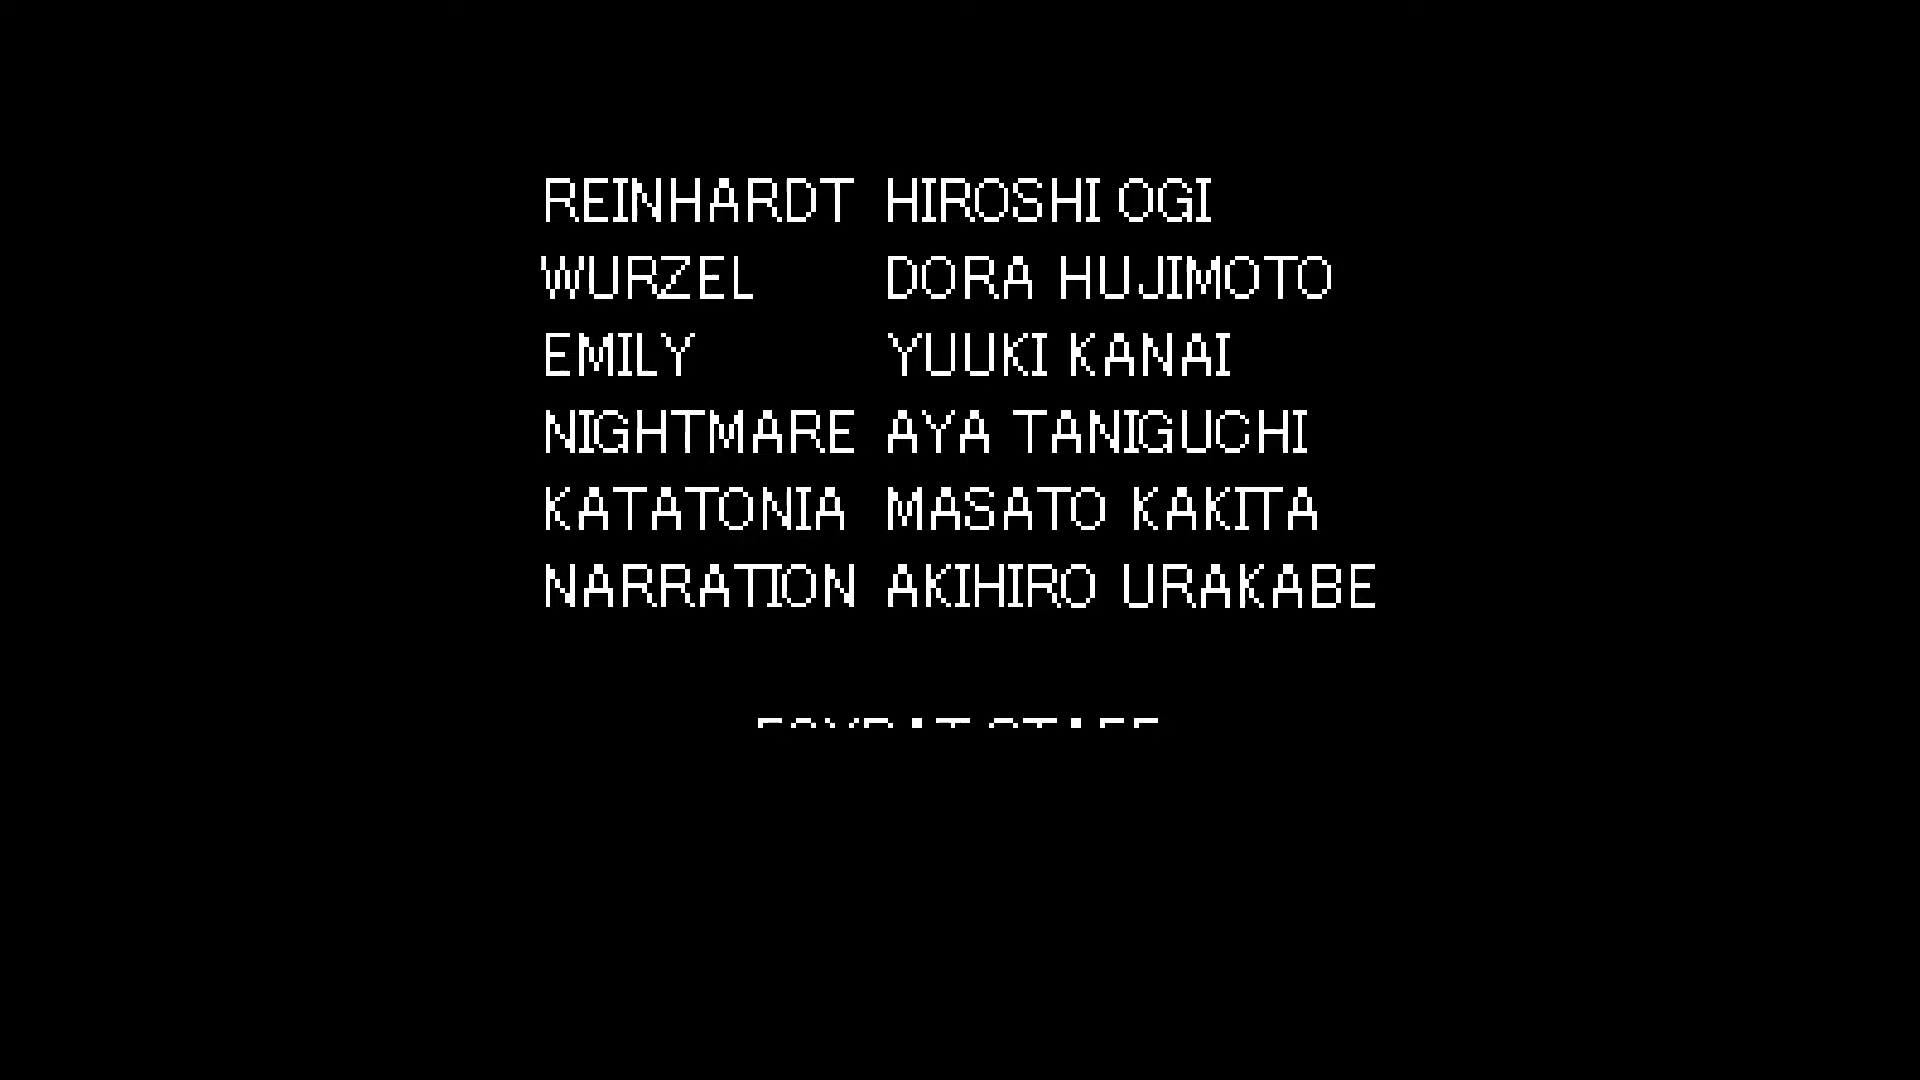 REINHARDT HIROSHI OGI
WURZEL DORA HUJIMOTO
EMILY YUUKI KANAI
NIGHTMARE AYA TANIGUCHI
KATATONIA MASATO KAKITA
NARRATION AKIHIRO URAKABE